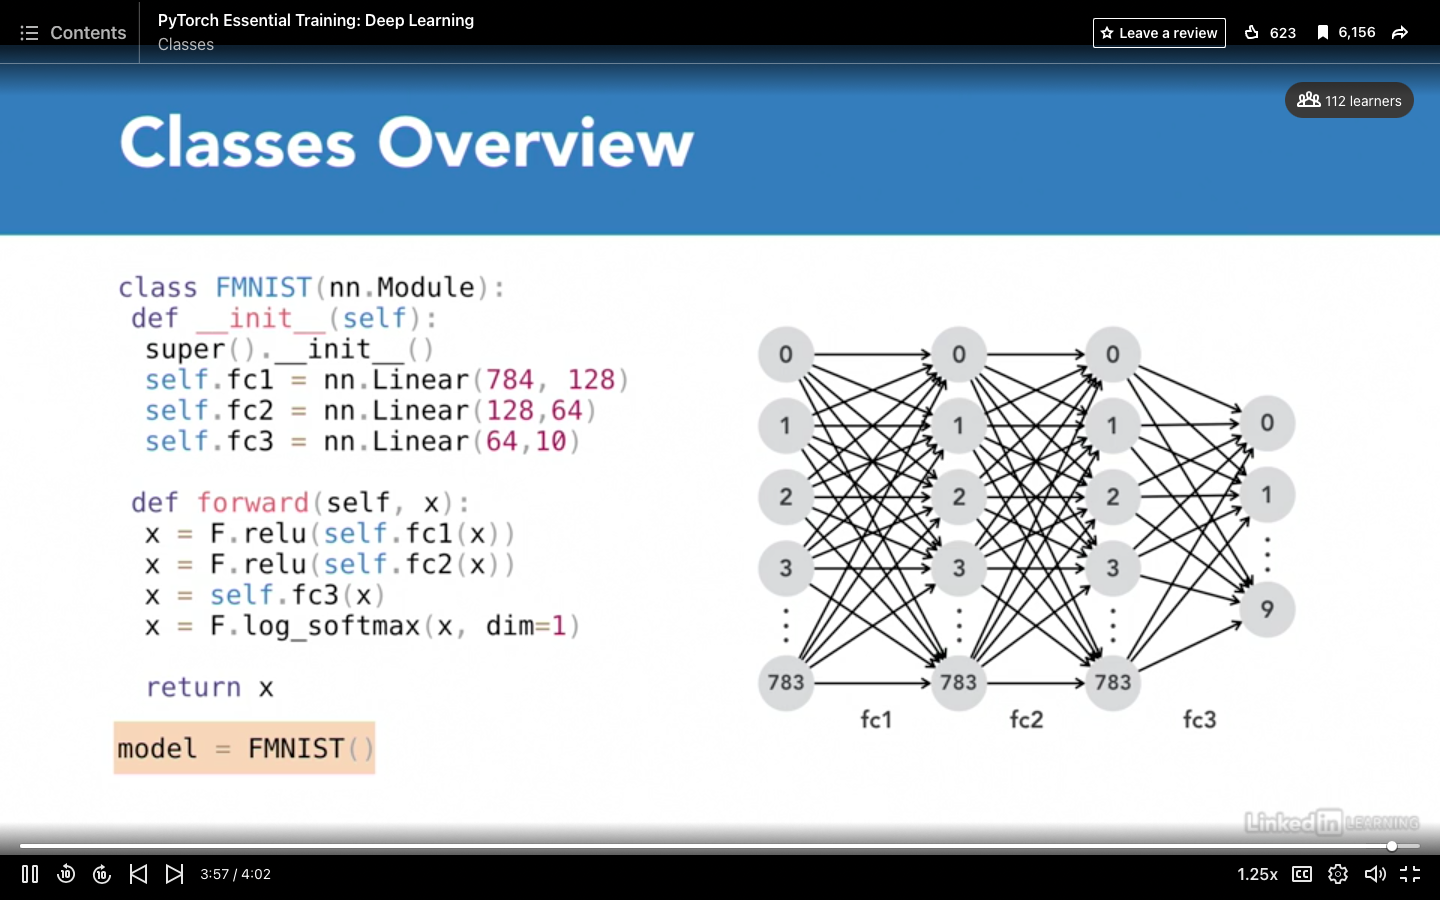 Contents
PyTorch Essential Training: Deep Learning
Classes
Leave a review
623
6,156
112 learners
Classes Overview
class FMNIST(nn.Module):
def __init__(self):
super().__init__()
self.fc1 = nn.Linear(784, 128)
self.fc2 = nn.Linear(128,64)
self.fc3 = nn.Linear(64,10)
def forward(self, x):
x = F.relu(self.fc1(x))
x = F.relu(self.fc2(x))
x = self.fc3(x)
x = F.log_softmax(x, dim=1)
return x
model = FMNIST()
0 0 0
1 1 1 0
2 2 2 1
3 3 3 9
783 783 783
fc1 fc2 fc3
LinkedIn LEARNING
10 10 3:57 / 4:02 1.25x CC